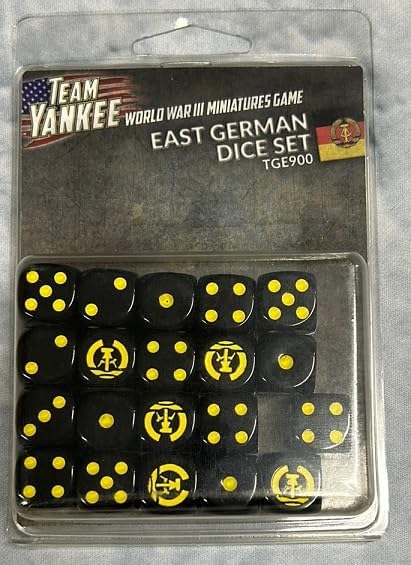 TEAM
YANKEE
WORLD WAR III MINIATURES GAME
EAST GERMAN
DICE SET
TGE900